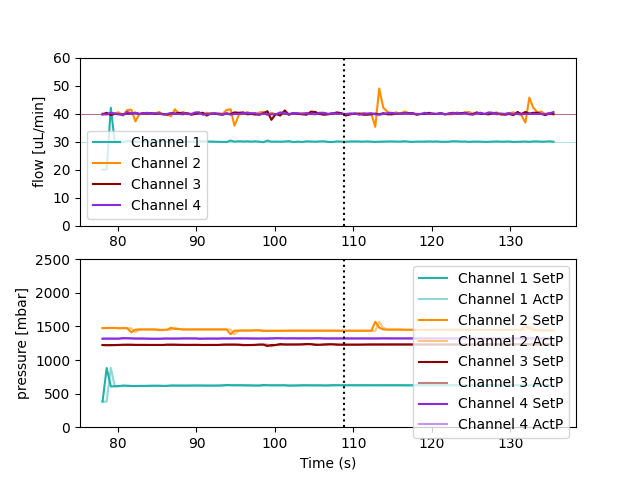 60
50
40
30
20
10
0
flow [uL/min]
Channel 1
Channel 2
Channel 3
Channel 4
80 90 100 110 120 130
2500
2000
1500
1000
500
0
pressure [mbar]
Channel 1 SetP
Channel 1 ActP
Channel 2 SetP
Channel 2 ActP
Channel 3 SetP
Channel 3 ActP
Channel 4 SetP
Channel 4 ActP
80 90 100 110 120 130
Time (s)